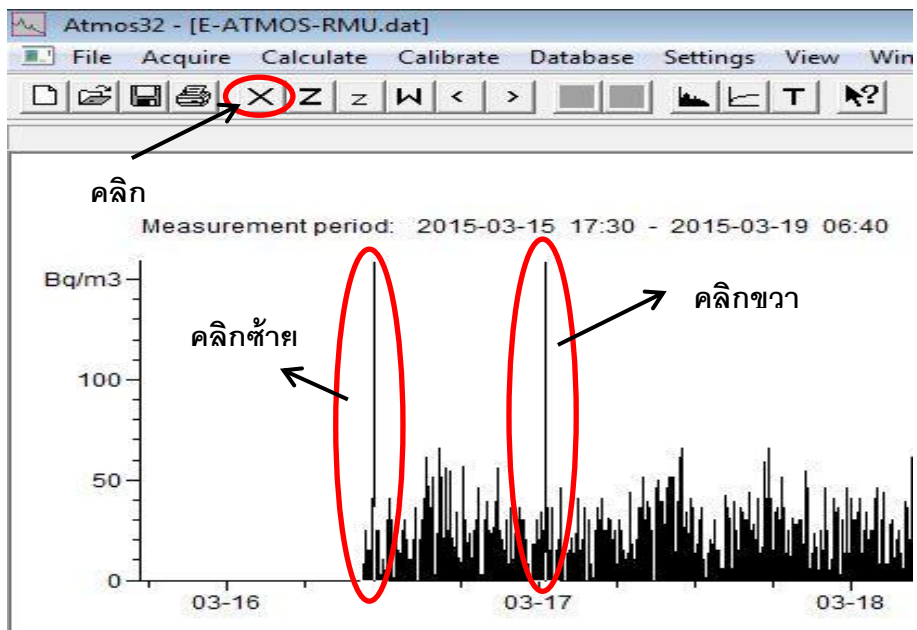 Atmos32 - [E-ATMOS-RMU.dat]
File Acquire Calculate Calibrate Database Settings View Win
X Z z W < > T ?
คลิก
Measurement period: 2015-03-15 17:30 - 2015-03-19 06:40
Bq/m3
คลิกขวา
คลิกซ้าย
100
50
0
03-16 03-17 03-18